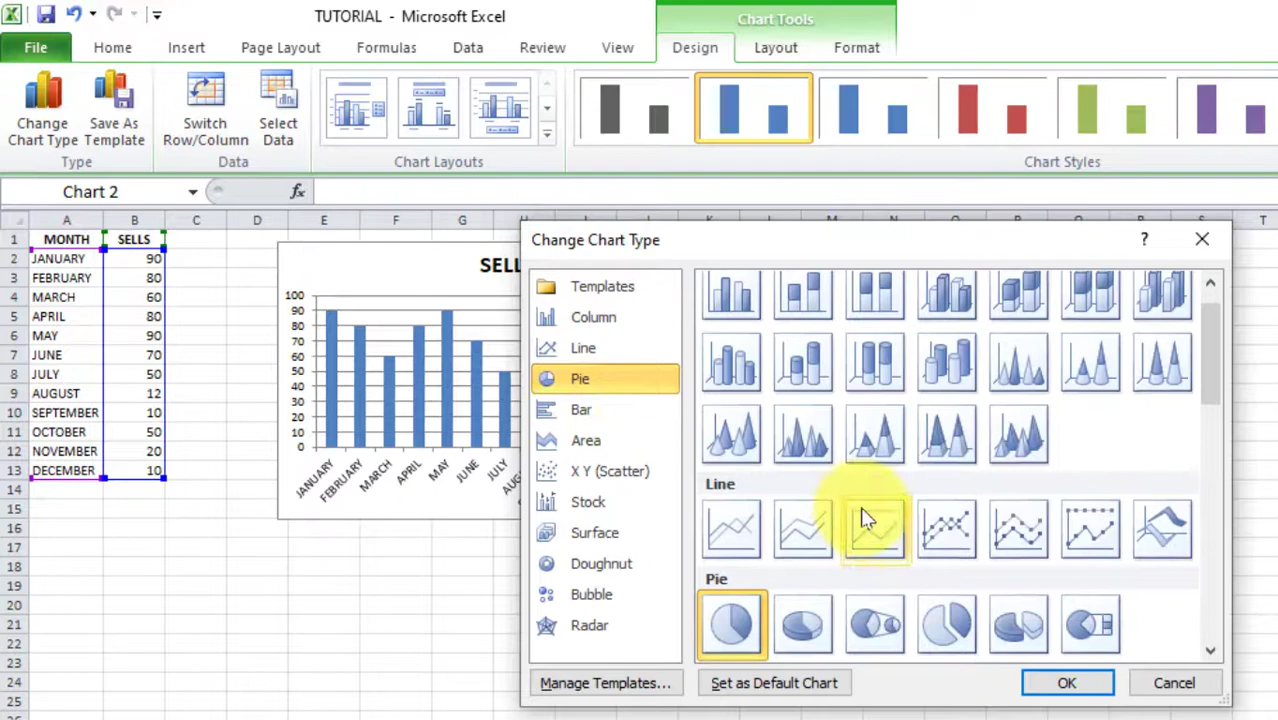 TUTORIAL - Microsoft Excel
Chart Tools
File Home Insert Page Layout Formulas Data Review View Design Layout Format
Change Chart Type
Save As Template
Switch Row/Column
Select Data
Type
Data
Chart Layouts
Chart Styles
Chart 2
fx
A B C D E F G
T
1 MONTH SELLS
2 JANUARY 90
3 FEBRUARY 80
4 MARCH 60
5 APRIL 80
6 MAY 90
7 JUNE 70
8 JULY 50
9 AUGUST 12
10 SEPTEMBER 10
11 OCTOBER 50
12 NOVEMBER 20
13 DECEMBER 10
14
15
16
17
18
19
20
21
22
23
24
25
100
90
80
70
60
50
40
30
20
10
0
JANUARY
FEBRUARY
MARCH
APRIL
MAY
JUNE
JULY
Change Chart Type
?
Templates
Column
Line
Pie
Bar
Area
X Y (Scatter)
Stock
Surface
Doughnut
Bubble
Radar
Line
Pie
Manage Templates...
Set as Default Chart
OK
Cancel